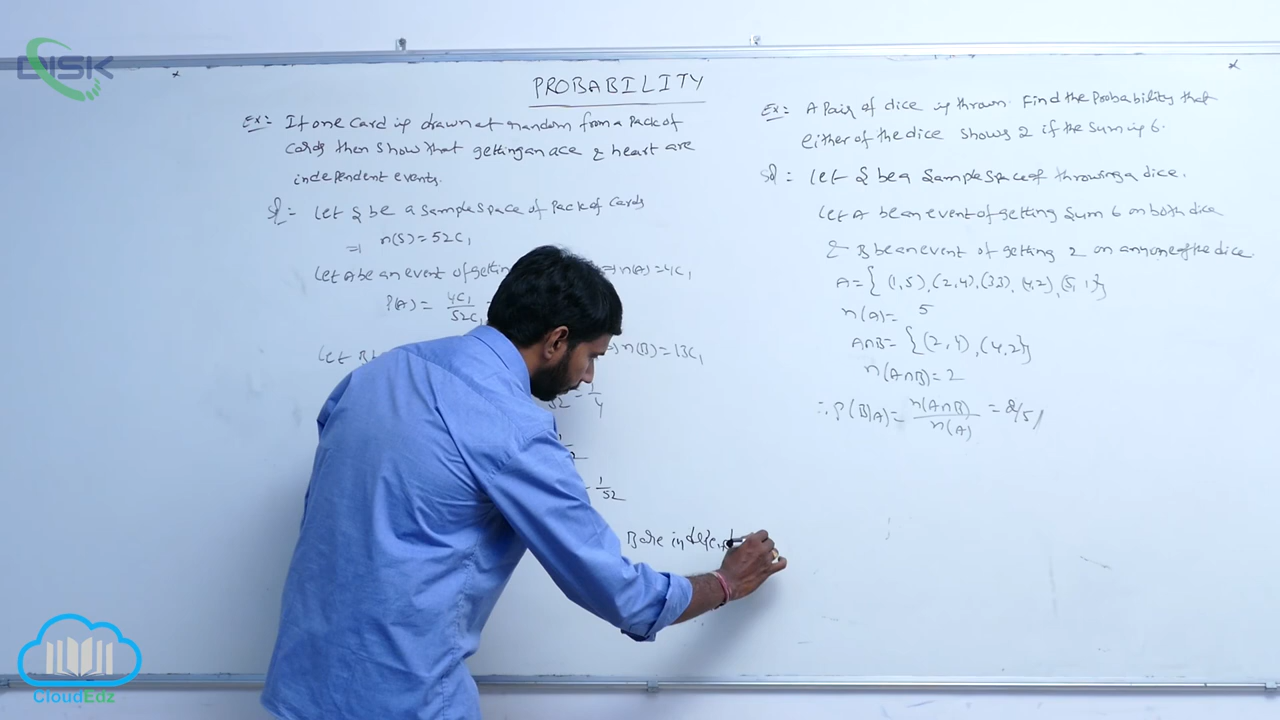 DISK
PROBABILITY
Ex: If one card is drawn at random from a pack of
cards then show that getting an ace & heart are
independent events.
Sol: Let S be a sample space of pack of cards
⇒ n(S) = 52C₁
Let A be an event of getting ⇒ n(A) = 4C₁
P(A) = 4C₁/52C₁
Let B ⇒ n(B) = 13C₁
= 1/4
1/52
B are independent
Ex: A pair of dice is thrown. Find the probability that
either of the dice shows 2 if the sum is 6.
Sol: Let S be a sample space of throwing a dice.
Let A be an event of getting sum 6 on both dice
& B be an event of getting 2 on anyone of the dice.
A = { (1,5), (2,4), (3,3), (4,2), (5,1) }
n(A) = 5
A∩B = { (2,4), (4,2) }
n(A∩B) = 2
∴ P(B|A) = n(A∩B)/n(A) = 2/5
CloudEdz